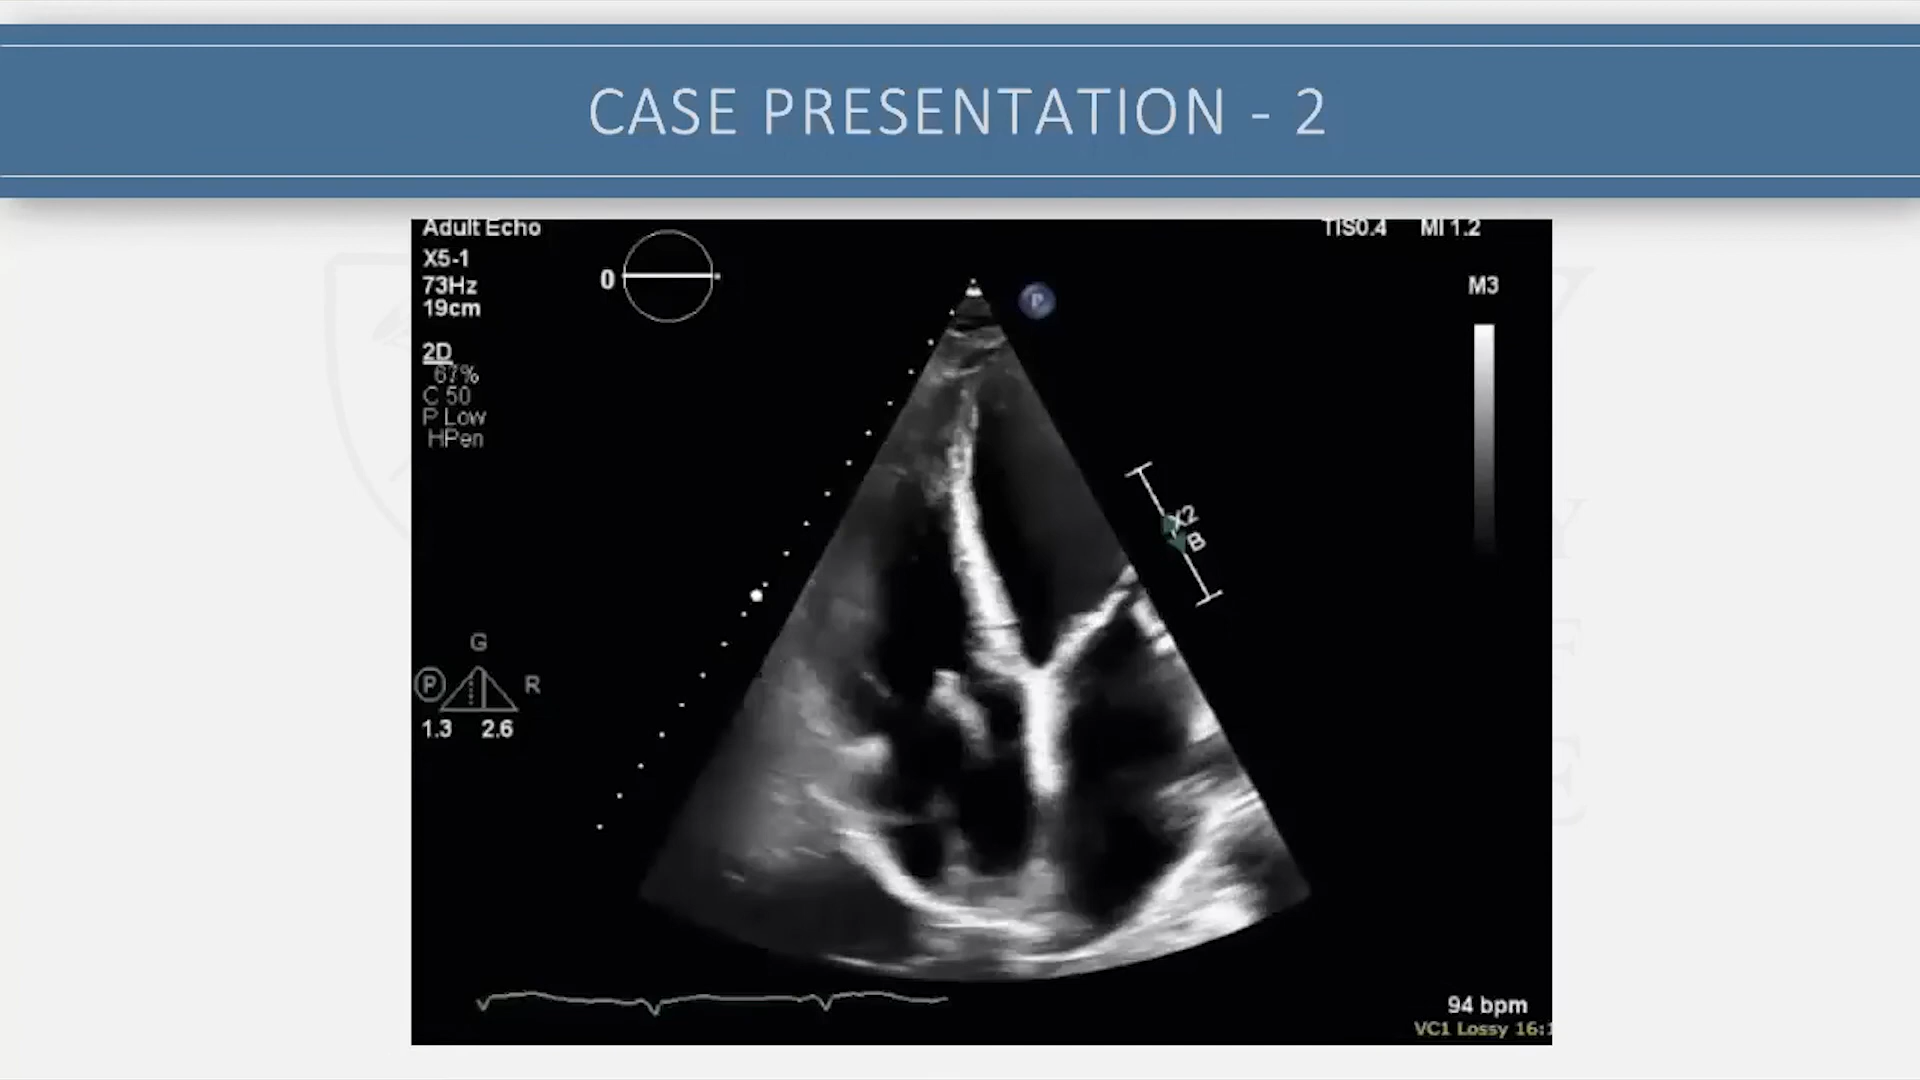 CASE PRESENTATION - 2
Adult Echo
X5-1
73Hz
19cm
2D
67%
C 50
P Low
HPen
0
P
TIS0.4 MI 1.2
M3
X2
B
G
P R
1.3 2.6
94 bpm
VC1 Lossy 16:1